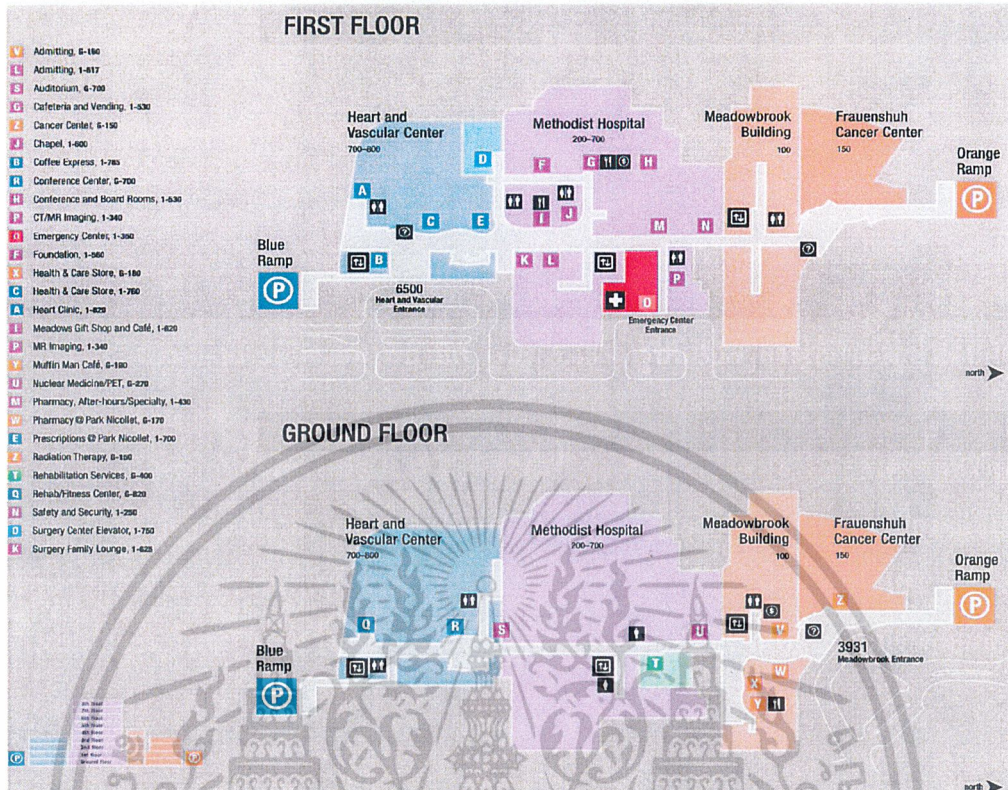 FIRST FLOOR
V Admitting, G-160
L Admitting, 1-617
S Auditorium, G-700
G Cafeteria and Vending, 1-530
Z Cancer Center, G-150
J Chapel, 1-600
B Coffee Express, 1-765
R Conference Center, G-700
H Conference and Board Rooms, 1-530
P CT/MR Imaging, 1-340
O Emergency Center, 1-350
F Foundation, 1-560
X Health & Care Store, G-180
C Health & Care Store, 1-760
A Heart Clinic, 1-820
I Meadows Gift Shop and Café, 1-620
P MR Imaging, 1-340
Y Muffin Man Café, G-180
U Nuclear Medicine/PET, G-270
M Pharmacy, After-hours/Specialty, 1-430
W Pharmacy @ Park Nicollet, G-170
E Prescriptions @ Park Nicollet, 1-700
Z Radiation Therapy, G-150
T Rehabilitation Services, G-400
Q Rehab/Fitness Center, G-820
N Safety and Security, 1-250
D Surgery Center Elevator, 1-750
K Surgery Family Lounge, 1-625
Heart and
Vascular Center
700–800
Methodist Hospital
200–700
Meadowbrook
Building
100
Frauenshuh
Cancer Center
150
Orange
Ramp
P
D
F
G
H
A
I
J
C
E
M
N
Blue
Ramp
P
B
K
L
P
O
6500
Heart and Vascular
Entrance
Emergency Center
Entrance
north
GROUND FLOOR
Heart and
Vascular Center
700–800
Methodist Hospital
200–700
Meadowbrook
Building
100
Frauenshuh
Cancer Center
150
Orange
Ramp
P
Z
Q
R
S
U
V
3931
Meadowbrook Entrance
Blue
Ramp
P
T
W
X
Y
Ground Floor
P
P
north